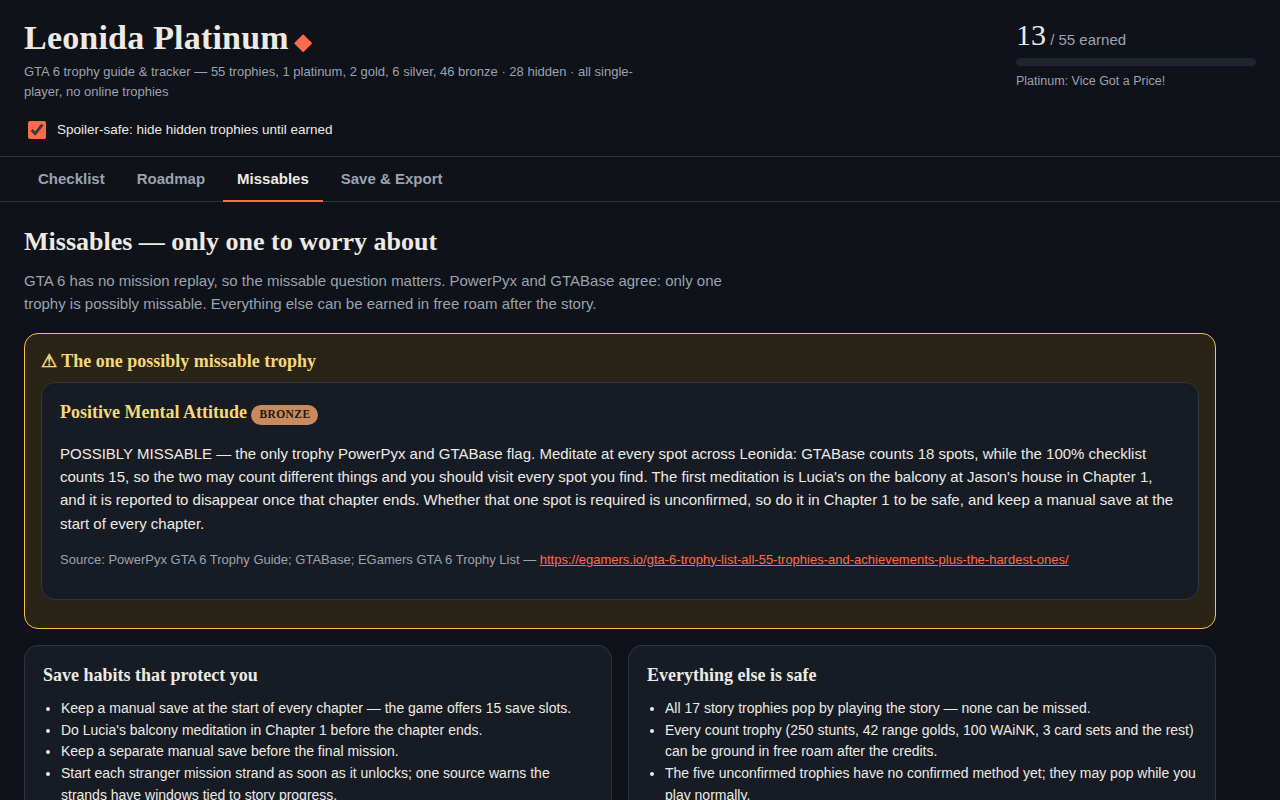 Leonida Platinum
GTA 6 trophy guide & tracker — 55 trophies, 1 platinum, 2 gold, 6 silver, 46 bronze · 28 hidden · all single-
player, no online trophies
13 / 55 earned
Platinum: Vice Got a Price!
Spoiler-safe: hide hidden trophies until earned
Checklist Roadmap Missables Save & Export
Missables — only one to worry about
GTA 6 has no mission replay, so the missable question matters. PowerPyx and GTABase agree: only one
trophy is possibly missable. Everything else can be earned in free roam after the story.
⚠ The one possibly missable trophy
Positive Mental Attitude BRONZE
POSSIBLY MISSABLE — the only trophy PowerPyx and GTABase flag. Meditate at every spot across Leonida: GTABase counts 18 spots, while the 100% checklist
counts 15, so the two may count different things and you should visit every spot you find. The first meditation is Lucia's on the balcony at Jason's house in Chapter 1,
and it is reported to disappear once that chapter ends. Whether that one spot is required is unconfirmed, so do it in Chapter 1 to be safe, and keep a manual save at the
start of every chapter.
Source: PowerPyx GTA 6 Trophy Guide; GTABase; EGamers GTA 6 Trophy List — https://egamers.io/gta-6-trophy-list-all-55-trophies-and-achievements-plus-the-hardest-ones/
Save habits that protect you
• Keep a manual save at the start of every chapter — the game offers 15 save slots.
• Do Lucia's balcony meditation in Chapter 1 before the chapter ends.
• Keep a separate manual save before the final mission.
• Start each stranger mission strand as soon as it unlocks; one source warns the
strands have windows tied to story progress.
Everything else is safe
• All 17 story trophies pop by playing the story — none can be missed.
• Every count trophy (250 stunts, 42 range golds, 100 WAiNK, 3 card sets and the rest)
can be ground in free roam after the credits.
• The five unconfirmed trophies have no confirmed method yet; they may pop while you
play normally.